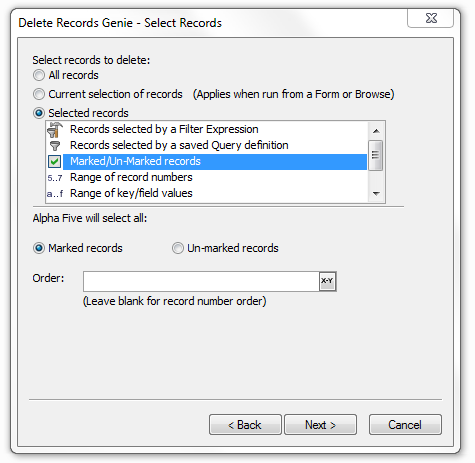 Delete Records Genie - Select Records
Select records to delete:
All records
Current selection of records (Applies when run from a Form or Browse)
Selected records
Records selected by a Filter Expression
Records selected by a saved Query definition
Marked/Un-Marked records
5..7 Range of record numbers
a..f Range of key/field values
Alpha Five will select all:
Marked records Un-marked records
Order: X-Y
(Leave blank for record number order)
< Back Next > Cancel